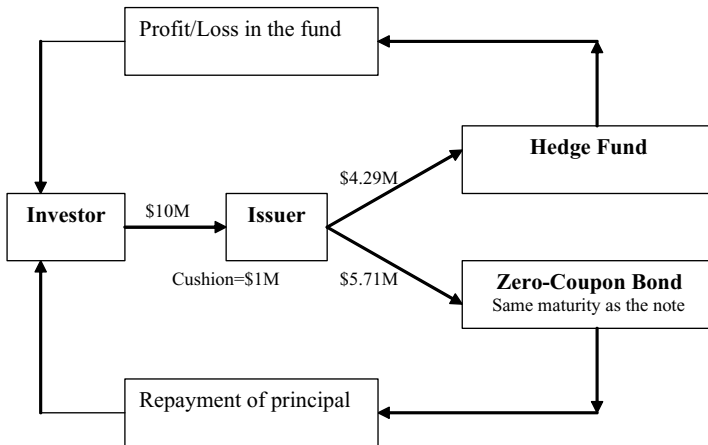 Profit/Loss in the fund
Hedge Fund
$4.29M
Investor
$10M
Issuer
Cushion=$1M
$5.71M
Zero-Coupon Bond
Same maturity as the note
Repayment of principal